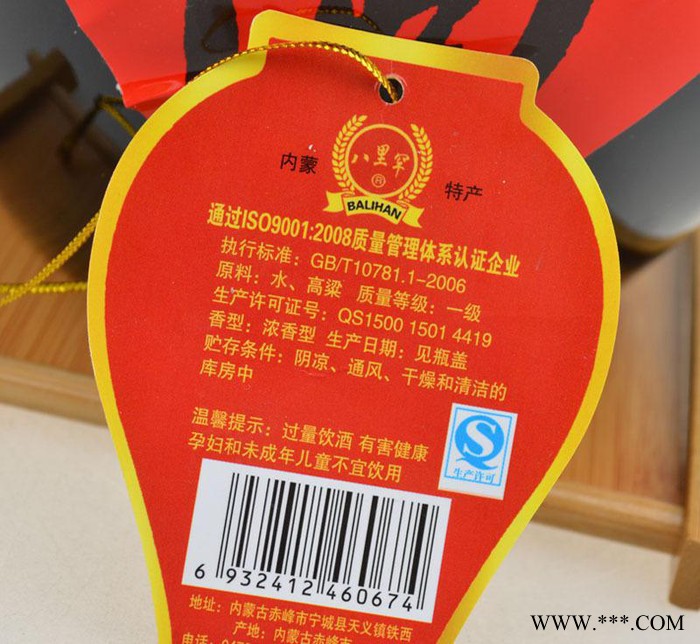 八里罕
®
内蒙
特产
BALIHAN
通过ISO9001:2008质量管理体系认证企业
执行标准：GB/T10781.1-2006
原料：水、高粱 质量等级：一级
生产许可证号：QS1500 1501 4419
香型：浓香型 生产日期：见瓶盖
贮存条件：阴凉、通风、干燥和清洁的
库房中
温馨提示：过量饮酒 有害健康
孕妇和未成年儿童不宜饮用
生产许可
6 932412 460674
地址：内蒙古赤峰市宁城县天义镇铁西
产地：内蒙古赤峰市
WWW.***.COM